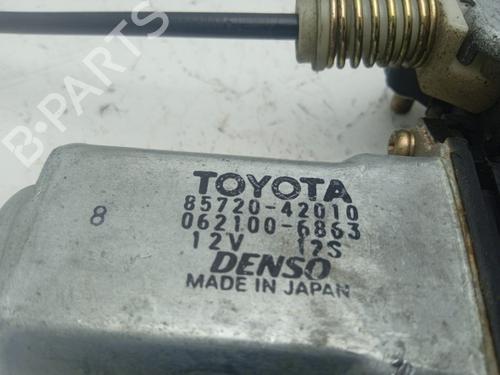 B-PARTS
TOYOTA
85720-42010
8
062100-6863
12V 12S
DENSO
MADE IN JAPAN